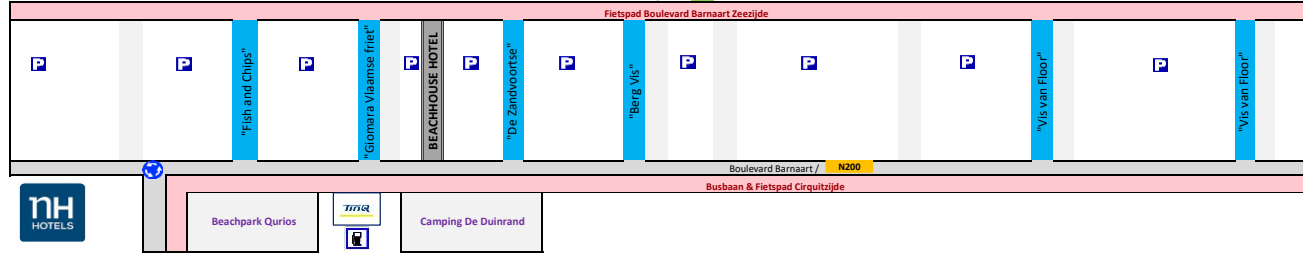 Fietspad Boulevard Barnaart Zeezijde
P
P
"Fish and Chips"
P
"Giomara Vlaamse friet"
P
BEACHHOUSE HOTEL
P
"De Zandvoortse"
P
"Berg Vis"
P
P
P
"Vis van Floor"
P
"Vis van Floor"
Boulevard Barnaart / N200
Busbaan & Fietspad Cirquitzijde
nH
HOTELS
Beachpark Qurios
TinQ
Camping De Duinrand